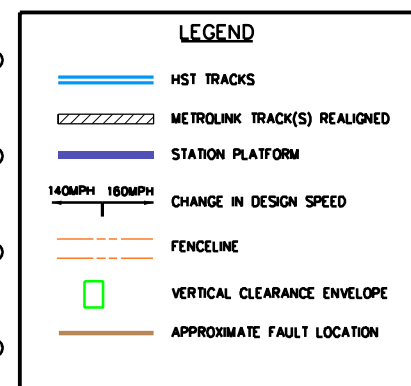 LEGEND
HST TRACKS
METROLINK TRACK(S) REALIGNED
STATION PLATFORM
140MPH 160MPH
CHANGE IN DESIGN SPEED
FENCELINE
VERTICAL CLEARANCE ENVELOPE
APPROXIMATE FAULT LOCATION